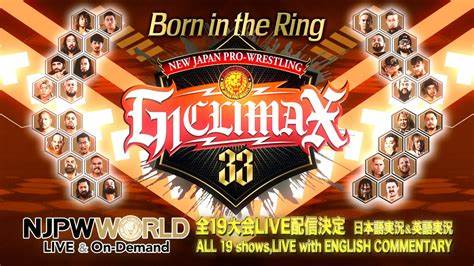 Born in the Ring
NEW JAPAN PRO-WRESTLING
G1 CLIMAX
33
NJPW WORLD
LIVE & On-Demand
全19大会LIVE配信決定 日本語実況&英語実況
ALL 19 shows,LIVE with ENGLISH COMMENTARY